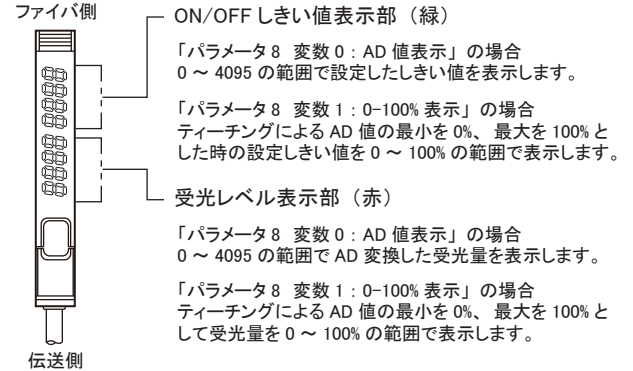 ファイバ側
ON/OFF しきい値表示部（緑）
「パラメータ8 変数 0 : AD 値表示」の場合
0 ～ 4095 の範囲で設定したしきい値を表示します。
「パラメータ8 変数 1 : 0-100% 表示」の場合
ティーチングによる AD 値の最小を 0%、 最大を 100% と
した時の設定しきい値を 0 ～ 100% の範囲で表示します。
受光レベル表示部（赤）
「パラメータ8 変数 0 : AD 値表示」の場合
0 ～ 4095 の範囲で AD 変換した受光量を表示します。
「パラメータ8 変数 1 : 0-100% 表示」の場合
ティーチングによる AD 値の最小を 0%、 最大を 100% と
して受光量を 0 ～ 100% の範囲で表示します。
伝送側